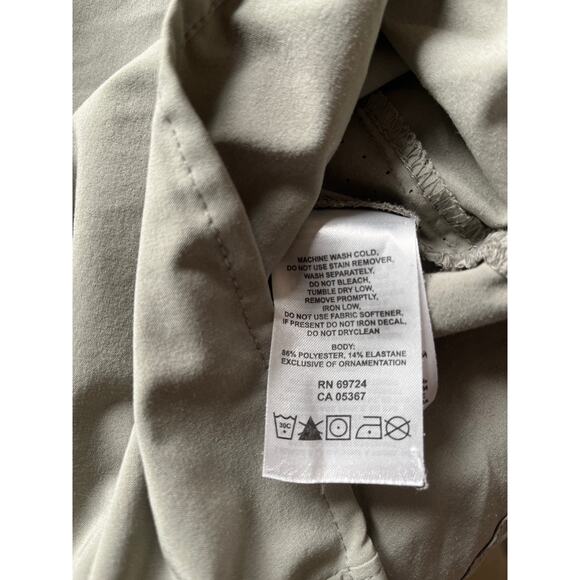 MACHINE WASH COLD,
DO NOT USE STAIN REMOVER,
WASH SEPARATELY,
DO NOT BLEACH,
TUMBLE DRY LOW,
REMOVE PROMPTLY,
IRON LOW,
DO NOT USE FABRIC SOFTENER,
IF PRESENT DO NOT IRON DECAL,
DO NOT DRYCLEAN
BODY:
86% POLYESTER, 14% ELASTANE
EXCLUSIVE OF ORNAMENTATION
RN 69724
CA 05367
30C